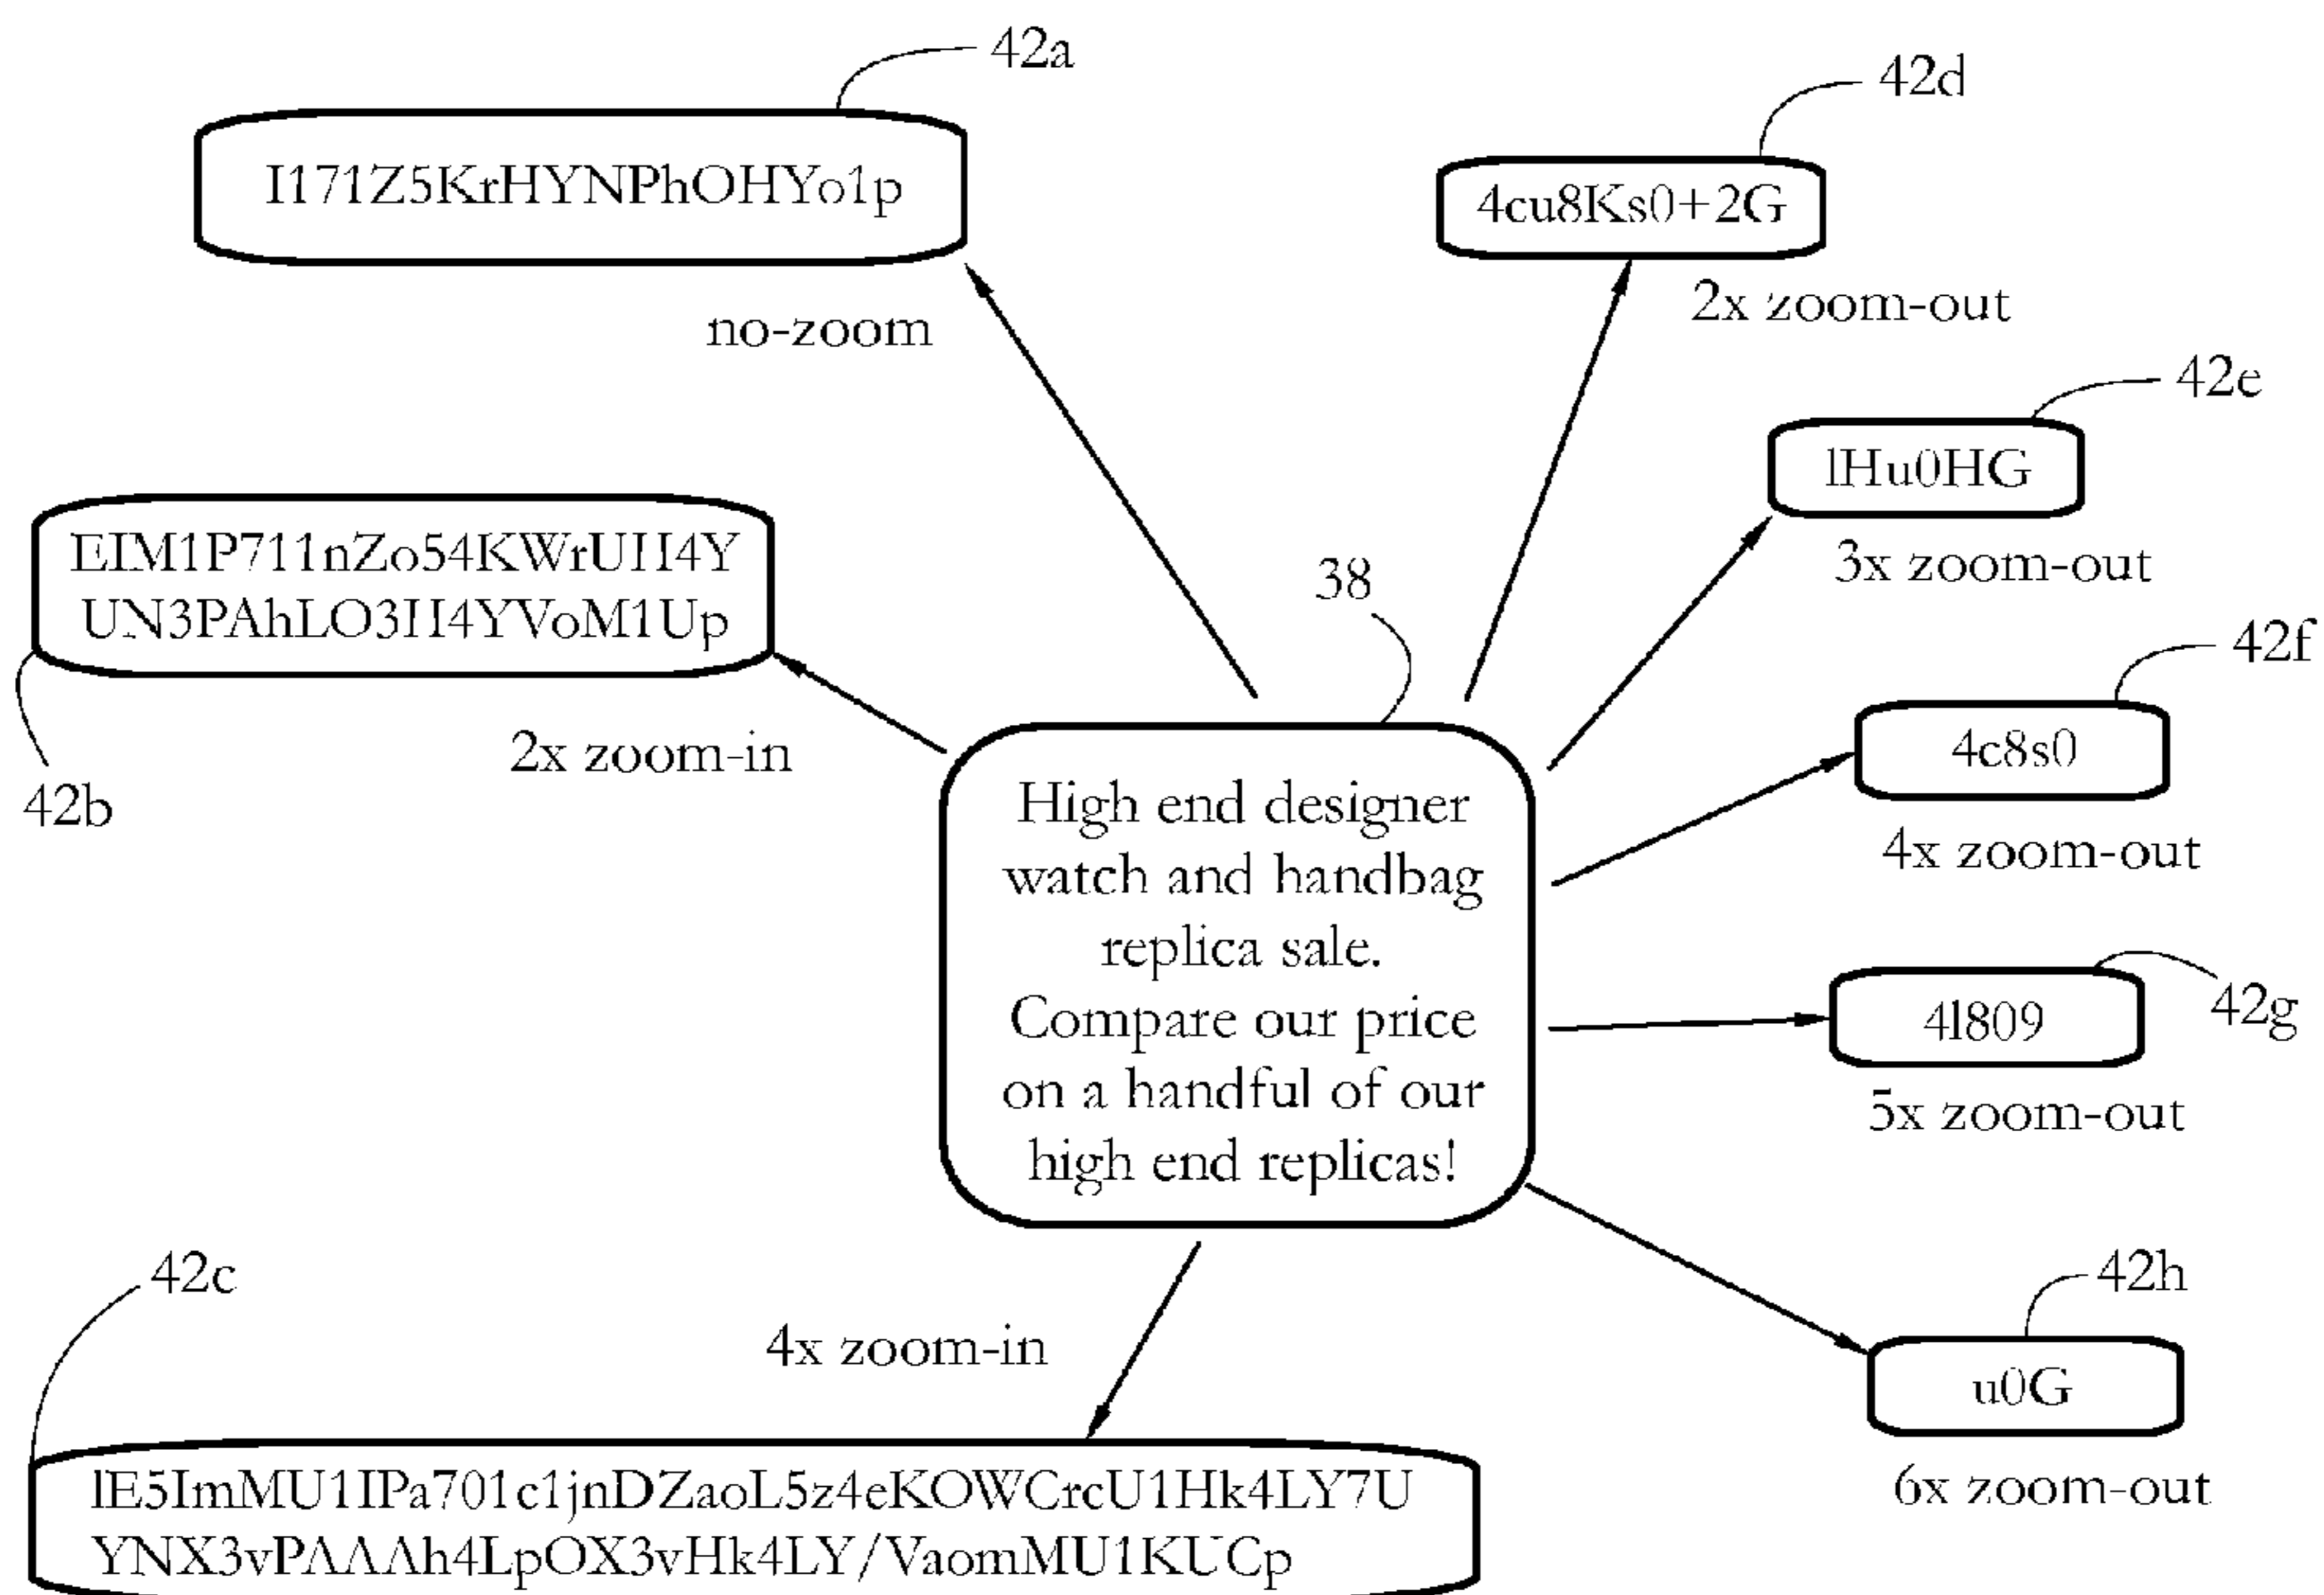 42a
I171Z5KrHYNPhOHYo1p
no-zoom
42d
4cu8Ks0+2G
2x zoom-out
42e
lHu0HG
3x zoom-out
EIM1P711nZo54KWrUH4Y
UN3PAhLO3H4YVoM1Up
42b
2x zoom-in
38
High end designer
watch and handbag
replica sale.
Compare our price
on a handful of our
high end replicas!
42f
4c8s0
4x zoom-out
42g
4l809
5x zoom-out
42h
u0G
6x zoom-out
42c
4x zoom-in
lE5ImMU1IPa701c1jnDZaoL5z4eKOWCrcU1Hk4LY7U
YNX3vPAAAh4LpOX3vHk4LY/VaomMU1KUCp